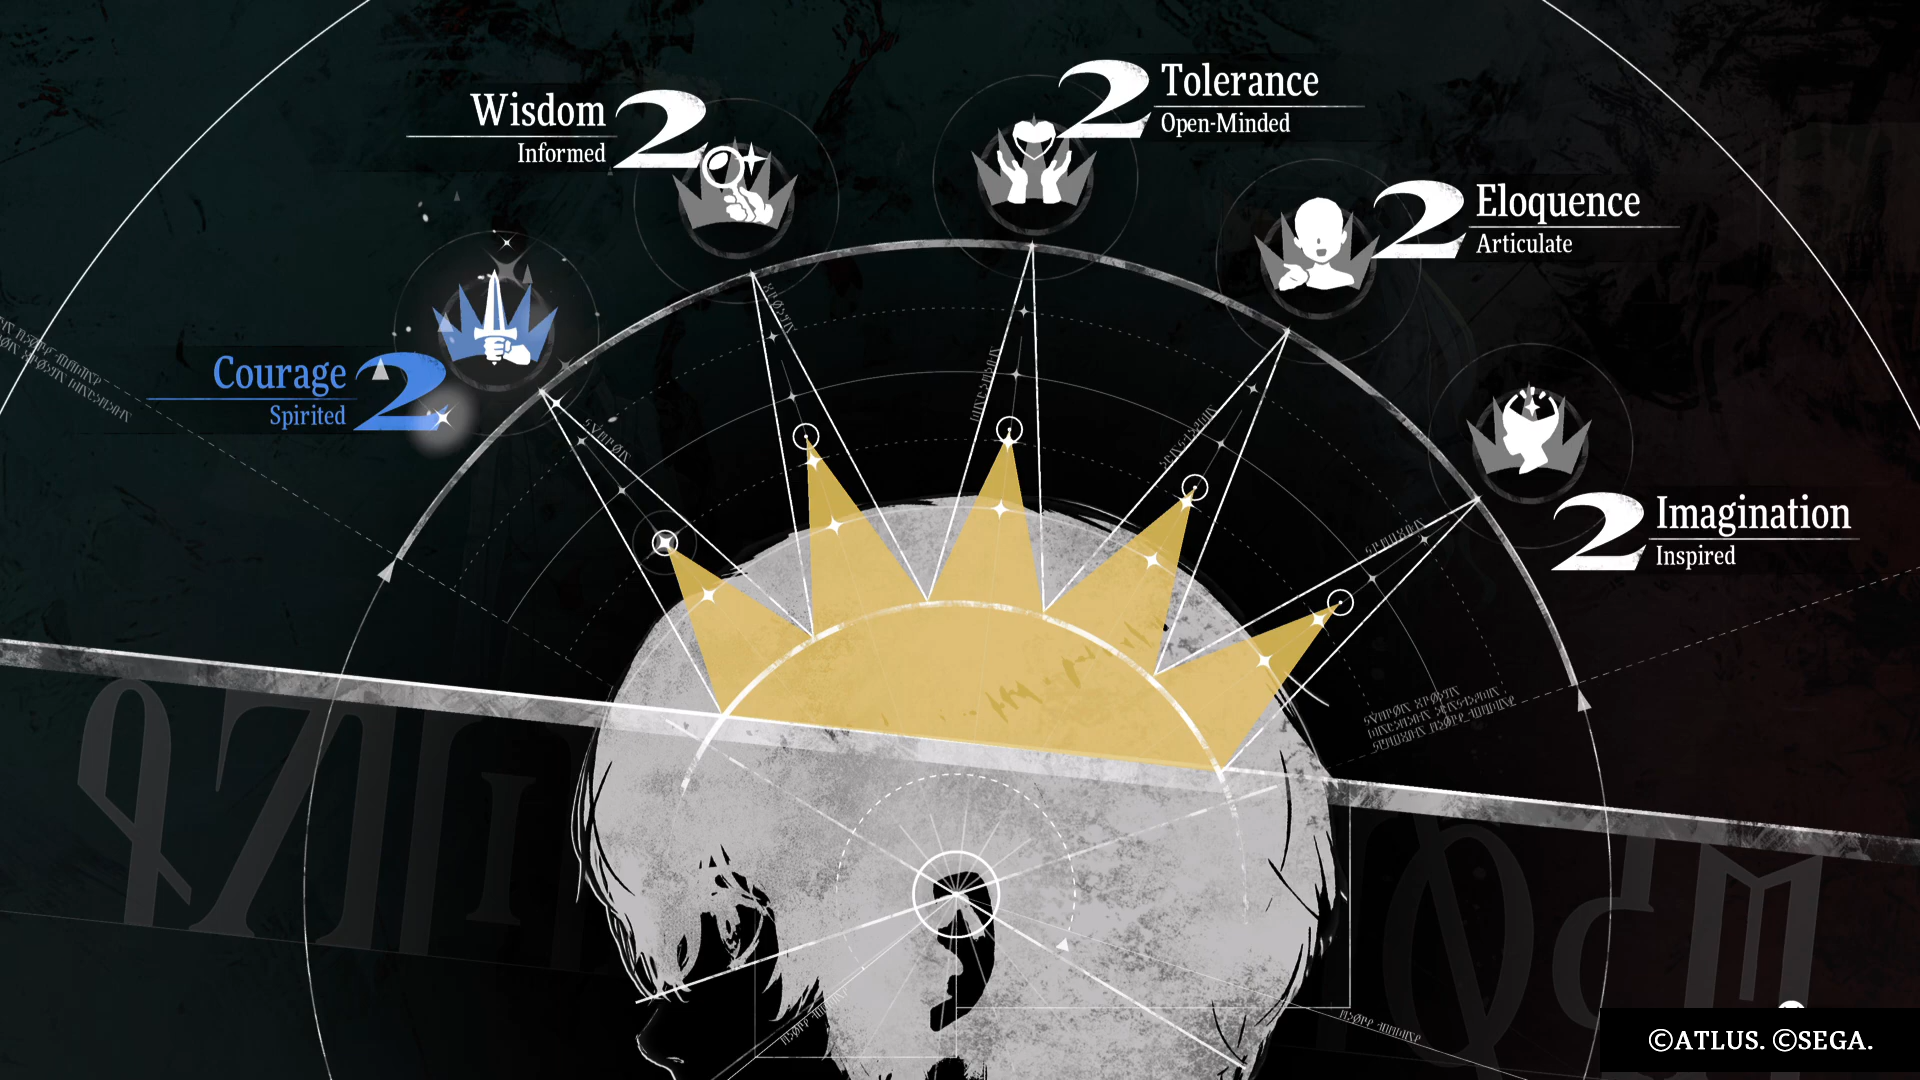 Wisdom
2
Informed
2
Tolerance
Open-Minded
2
Eloquence
Articulate
Courage
2
Spirited
2
Imagination
Inspired
©ATLUS. ©SEGA.